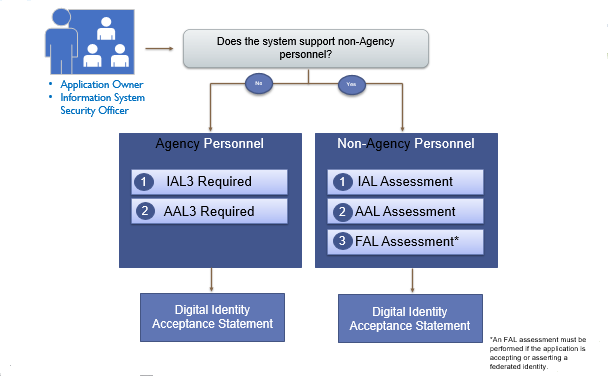 Does the system support non-Agency
personnel?
• Application Owner
• Information System
Security Officer
No
Yes
Agency Personnel
1 IAL3 Required
2 AAL3 Required
Non-Agency Personnel
1 IAL Assessment
2 AAL Assessment
3 FAL Assessment*
Digital Identity
Acceptance Statement
Digital Identity
Acceptance Statement
*An FAL assessment must be
performed if the application is
accepting or asserting a
federated identity.